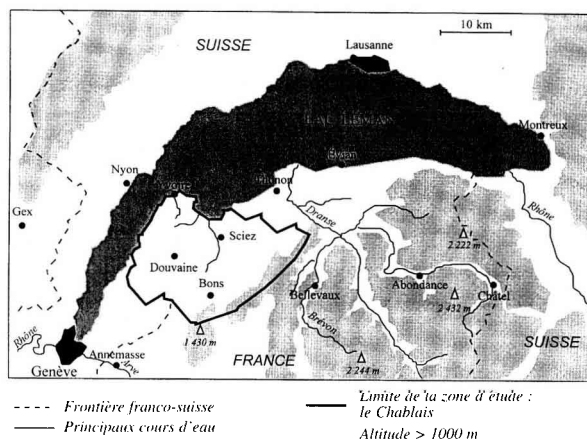 10 km
SUISSE
Lausanne
LAC LEMAN
Montreux
Evian
Nyon
Thonon
Gex
Dranse
Rhône
Sciez
2 222 m
Douvaine
Bons
Bellevaux
Abondance
Châtel
2 432 m
Brevon
Rhône
1 430 m
Annemasse
Arve
Genève
FRANCE
2 244 m
SUISSE
Frontière franco-suisse
Principaux cours d'eau
Limite de la zone d'étude :
le Chablais
Altitude > 1000 m